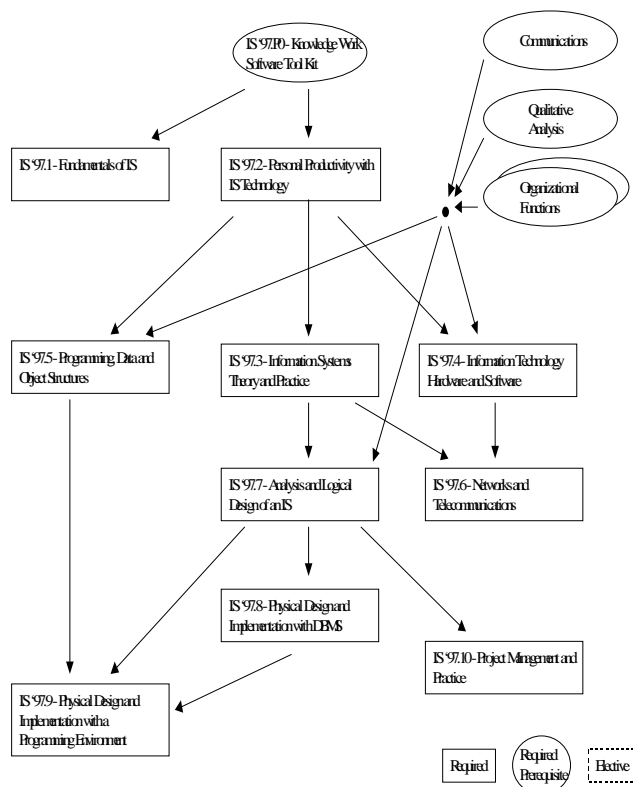 IS '97.P0 - Knowledge Work
Software Tool Kit
Communications
Qualitative
Analysis
Organizational
Functions
IS '97.1 - Fundamentals of IS
IS '97.2 - Personal Productivity with
IS Technology
IS '97.5 - Programming, Data and
Object Structures
IS '97.3 - Information Systems
Theory and Practice
IS '97.4 - Information Technology
Hardware and Software
IS '97.7 - Analysis and Logical
Design of an IS
IS '97.6 - Networks and
Telecommunications
IS '97.8 - Physical Design and
Implementation with DBMS
IS '97.10 - Project Management and
Practice
IS '97.9 - Physical Design and
Implementation with a
Programming Environment
Required
Required
Prerequisite
Elective